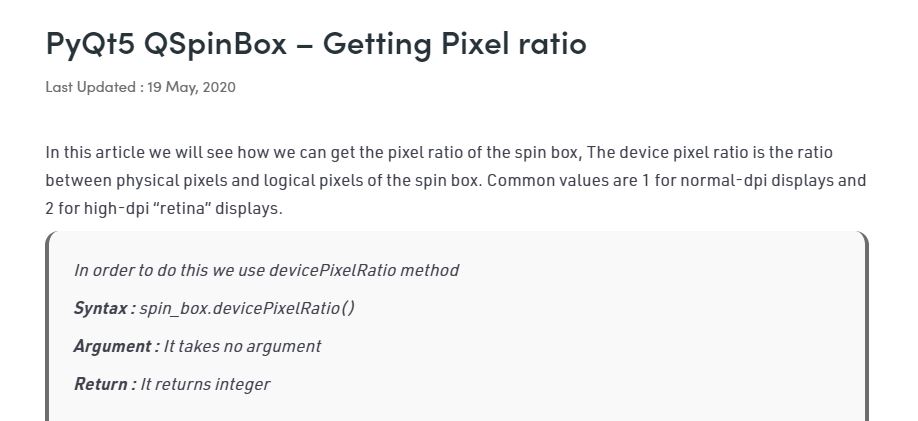 PyQt5 QSpinBox – Getting Pixel ratio
Last Updated : 19 May, 2020
In this article we will see how we can get the pixel ratio of the spin box, The device pixel ratio is the ratio
between physical pixels and logical pixels of the spin box. Common values are 1 for normal-dpi displays and
2 for high-dpi “retina” displays.
In order to do this we use devicePixelRatio method
Syntax : spin_box.devicePixelRatio()
Argument : It takes no argument
Return : It returns integer